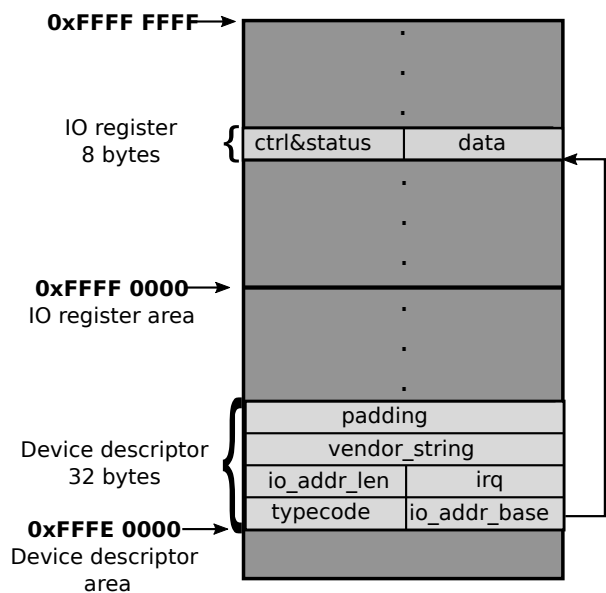 0xFFFF FFFF
.
.
.
IO register
8 bytes
ctrl&status data
.
.
.
0xFFFF 0000
IO register area
.
.
.
padding
Device descriptor
32 bytes
vendor_string
io_addr_len irq
typecode io_addr_base
0xFFFE 0000
Device descriptor
area